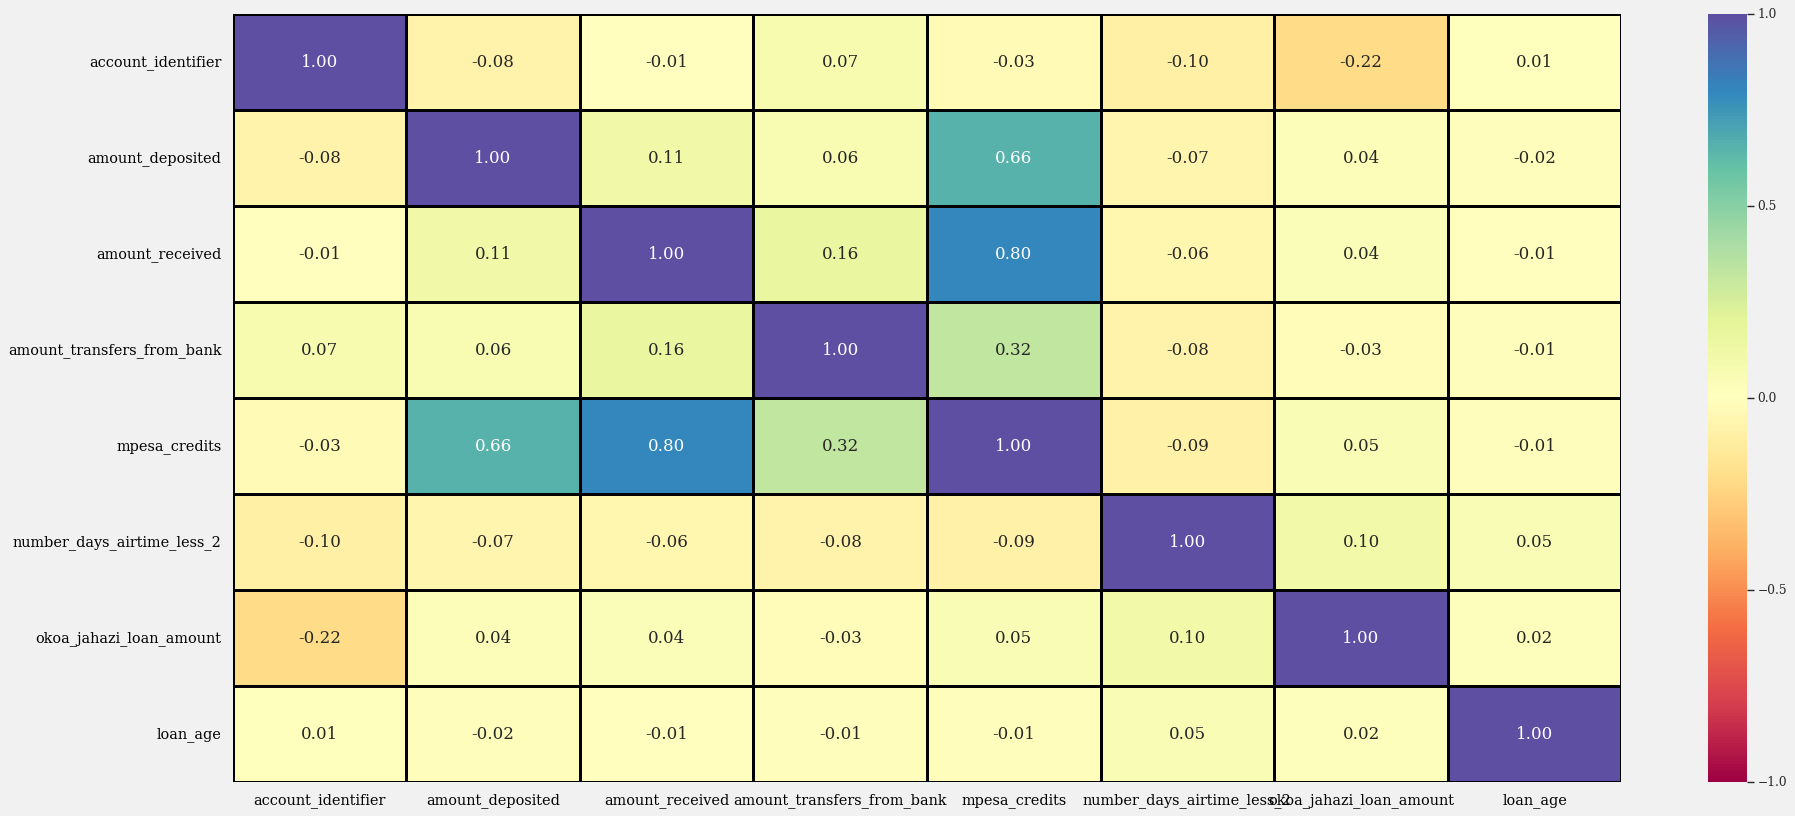 account_identifier 1.00 -0.08 -0.01 0.07 -0.03 -0.10 -0.22 0.01 1.0
amount_deposited -0.08 1.00 0.11 0.06 0.66 -0.07 0.04 -0.02
0.5
amount_received -0.01 0.11 1.00 0.16 0.80 -0.06 0.04 -0.01
amount_transfers_from_bank 0.07 0.06 0.16 1.00 0.32 -0.08 -0.03 -0.01
0.0
mpesa_credits -0.03 0.66 0.80 0.32 1.00 -0.09 0.05 -0.01
number_days_airtime_less_2 -0.10 -0.07 -0.06 -0.08 -0.09 1.00 0.10 0.05
−0.5
okoa_jahazi_loan_amount -0.22 0.04 0.04 -0.03 0.05 0.10 1.00 0.02
loan_age 0.01 -0.02 -0.01 -0.01 -0.01 0.05 0.02 1.00
−1.0
account_identifier amount_deposited amount_received amount_transfers_from_bank mpesa_credits number_days_airtime_less_2 okoa_jahazi_loan_amount loan_age